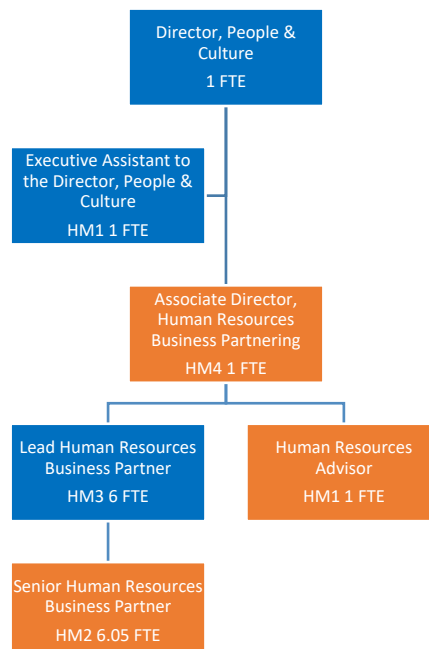 Director, People &
Culture
1 FTE
Executive Assistant to
the Director, People &
Culture
HM1 1 FTE
Associate Director,
Human Resources
Business Partnering
HM4 1 FTE
Lead Human Resources
Business Partner
HM3 6 FTE
Human Resources
Advisor
HM1 1 FTE
Senior Human Resources
Business Partner
HM2 6.05 FTE